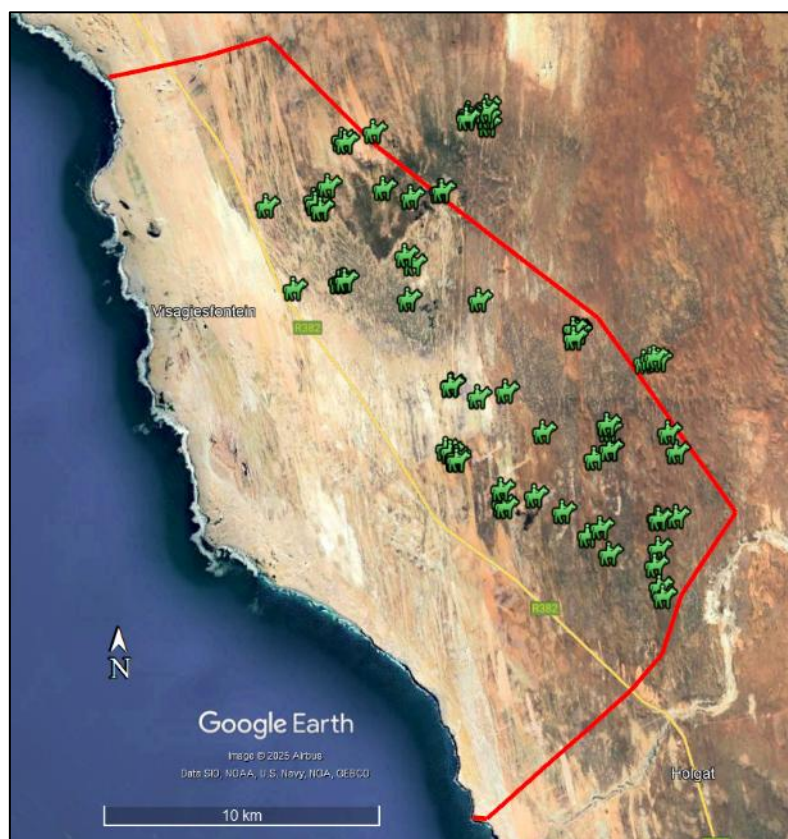 Visagiesfontein
R382
R382
N
Google Earth
Image © 2025 Airbus
Data SIO, NOAA, U.S. Navy, NGA, GEBCO
Holgat
10 km